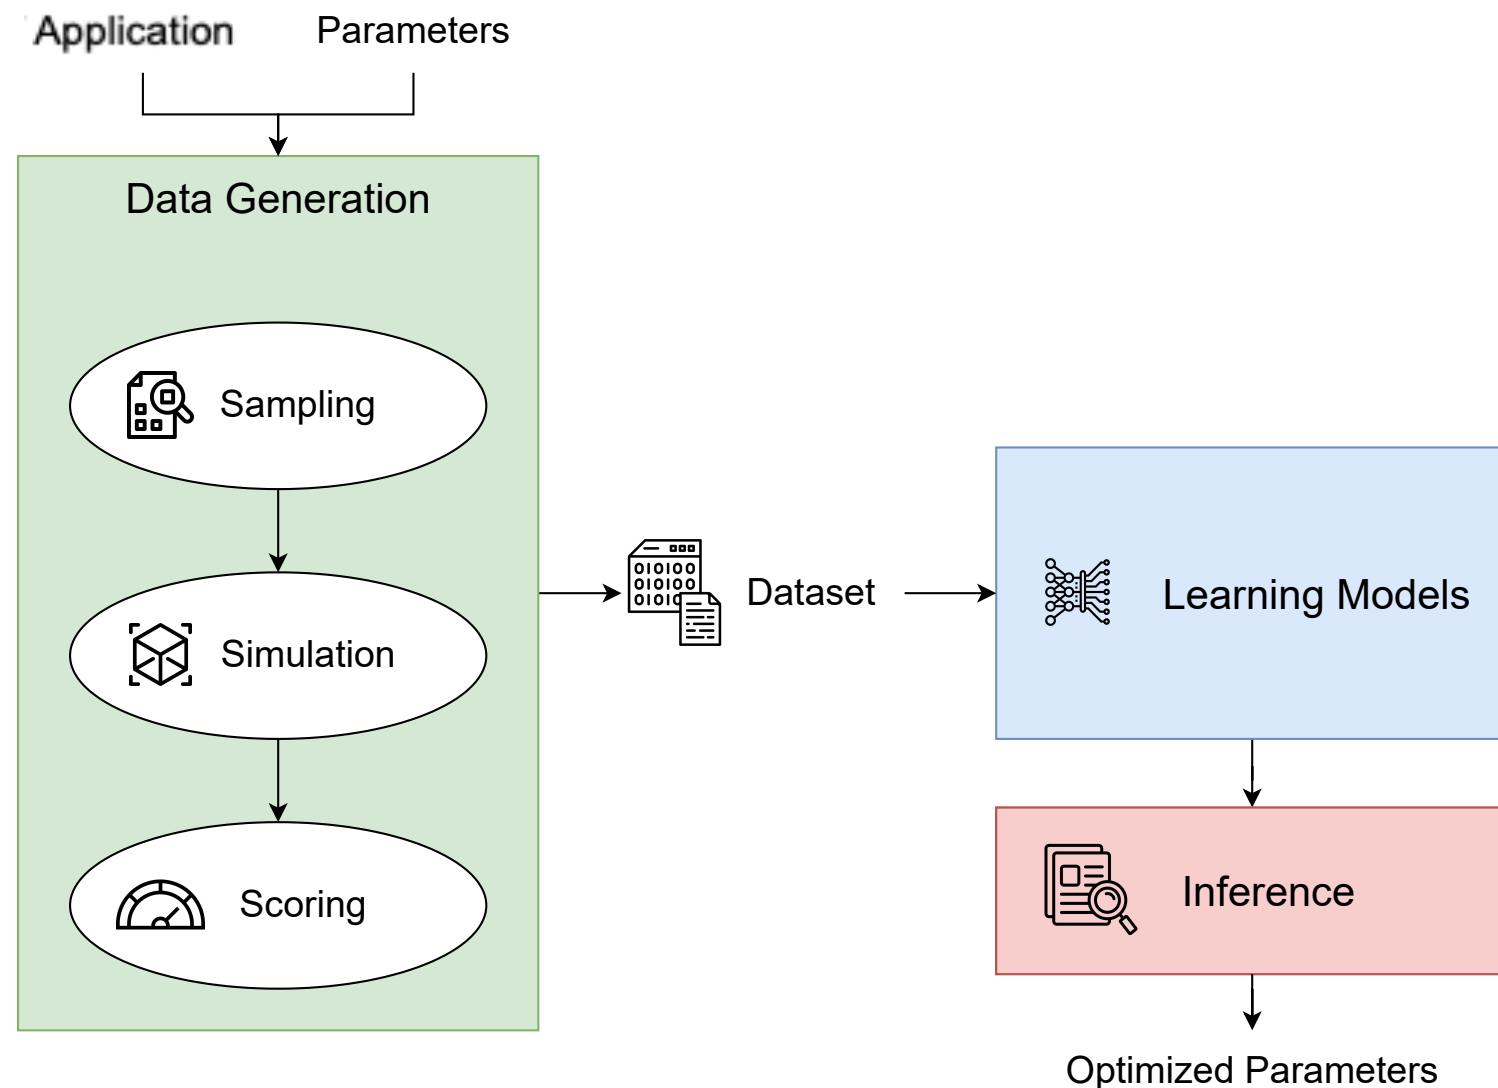 Application
Parameters
Data Generation
Sampling
Simulation
Scoring
Dataset
Learning Models
Inference
Optimized Parameters